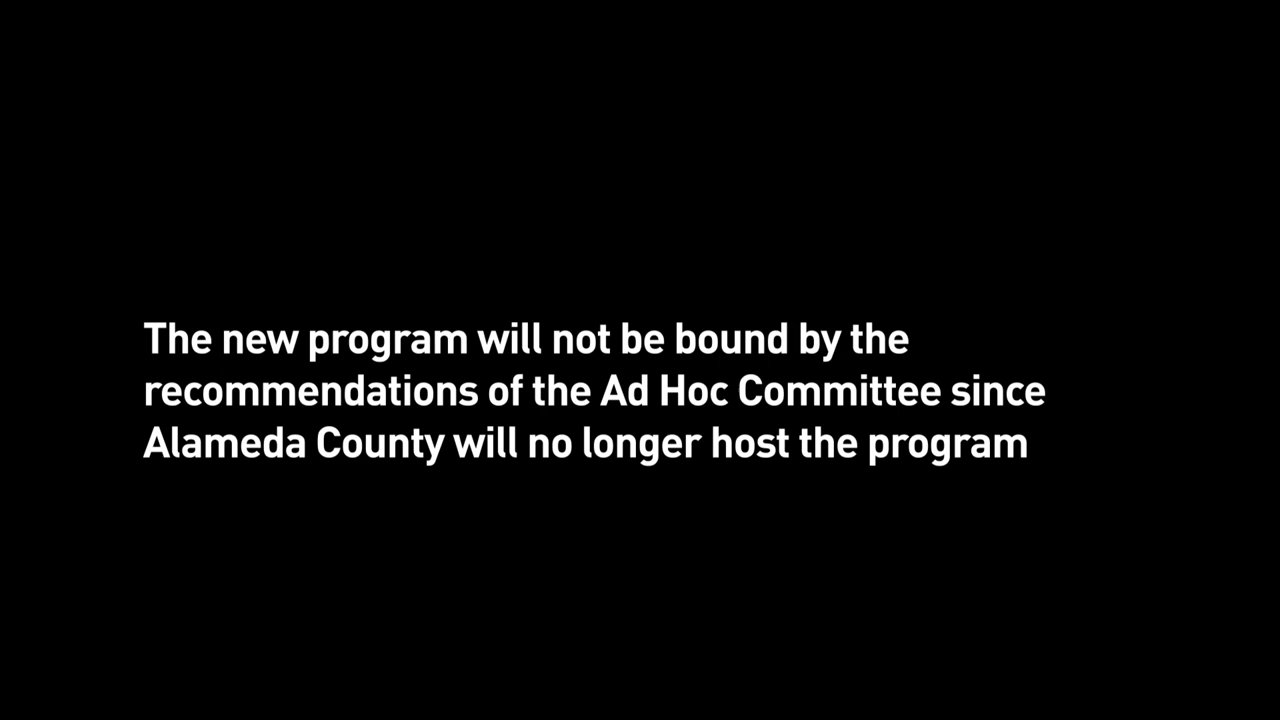 The new program will not be bound by the
recommendations of the Ad Hoc Committee since
Alameda County will no longer host the program